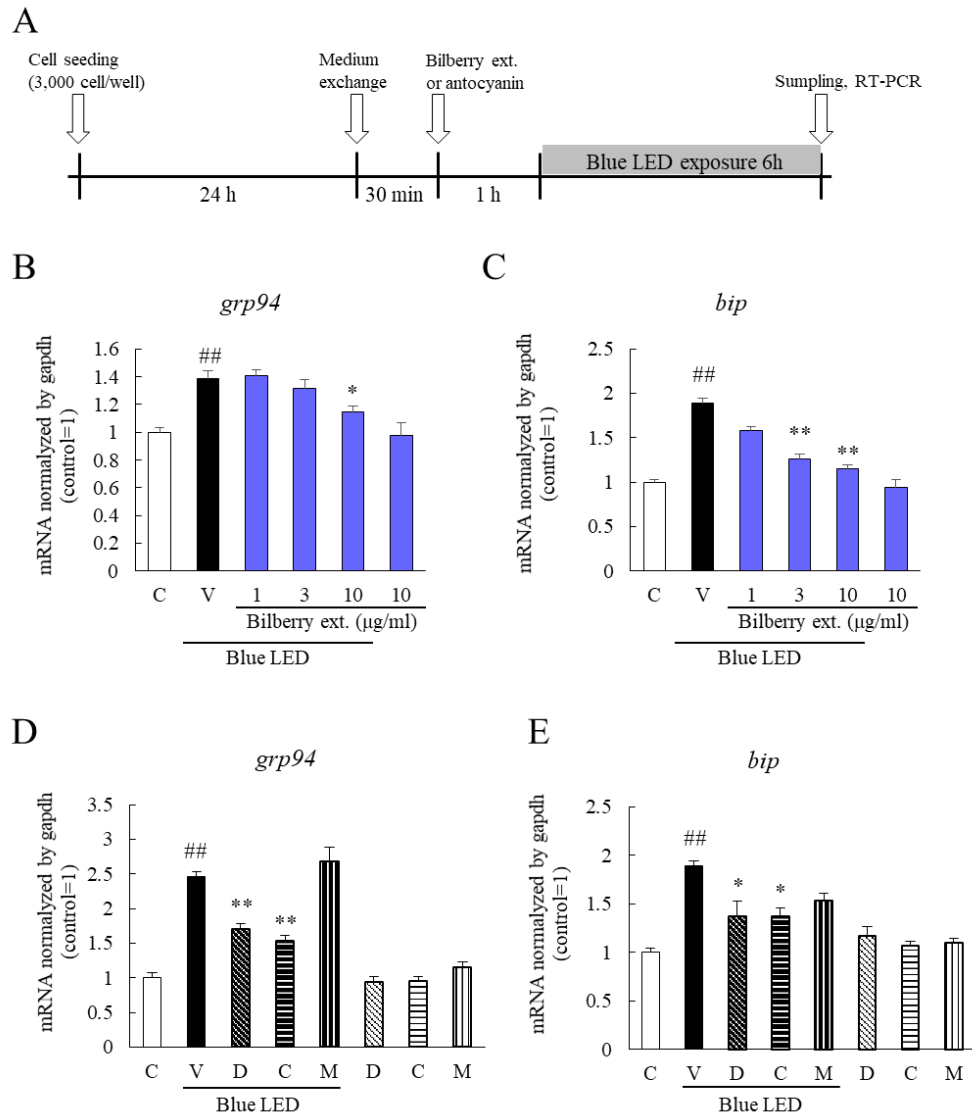 A
Cell seeding
(3,000 cell/well)
Medium
exchange
Bilberry ext.
or antocyanin
Sumpling, RT-PCR
Blue LED exposure 6h
24 h
30 min
1 h
B
grp94
mRNA normalized by gapdh
(control=1)
1.6
1.4
1.2
1
0.8
0.6
0.4
0.2
0
##
*
C V 1 3 10 10
Bilberry ext. (μg/ml)
Blue LED
C
bip
mRNA normalized by gapdh
(control=1)
2.5
2
1.5
1
0.5
0
##
**
**
C V 1 3 10 10
Bilberry ext. (μg/ml)
Blue LED
D
grp94
mRNA normalized by gapdh
(control=1)
3.5
3
2.5
2
1.5
1
0.5
0
##
**
**
C V D C M D C M
Blue LED
E
bip
mRNA normalized by gapdh
(control=1)
2.5
2
1.5
1
0.5
0
##
*
*
C V D C M D C M
Blue LED